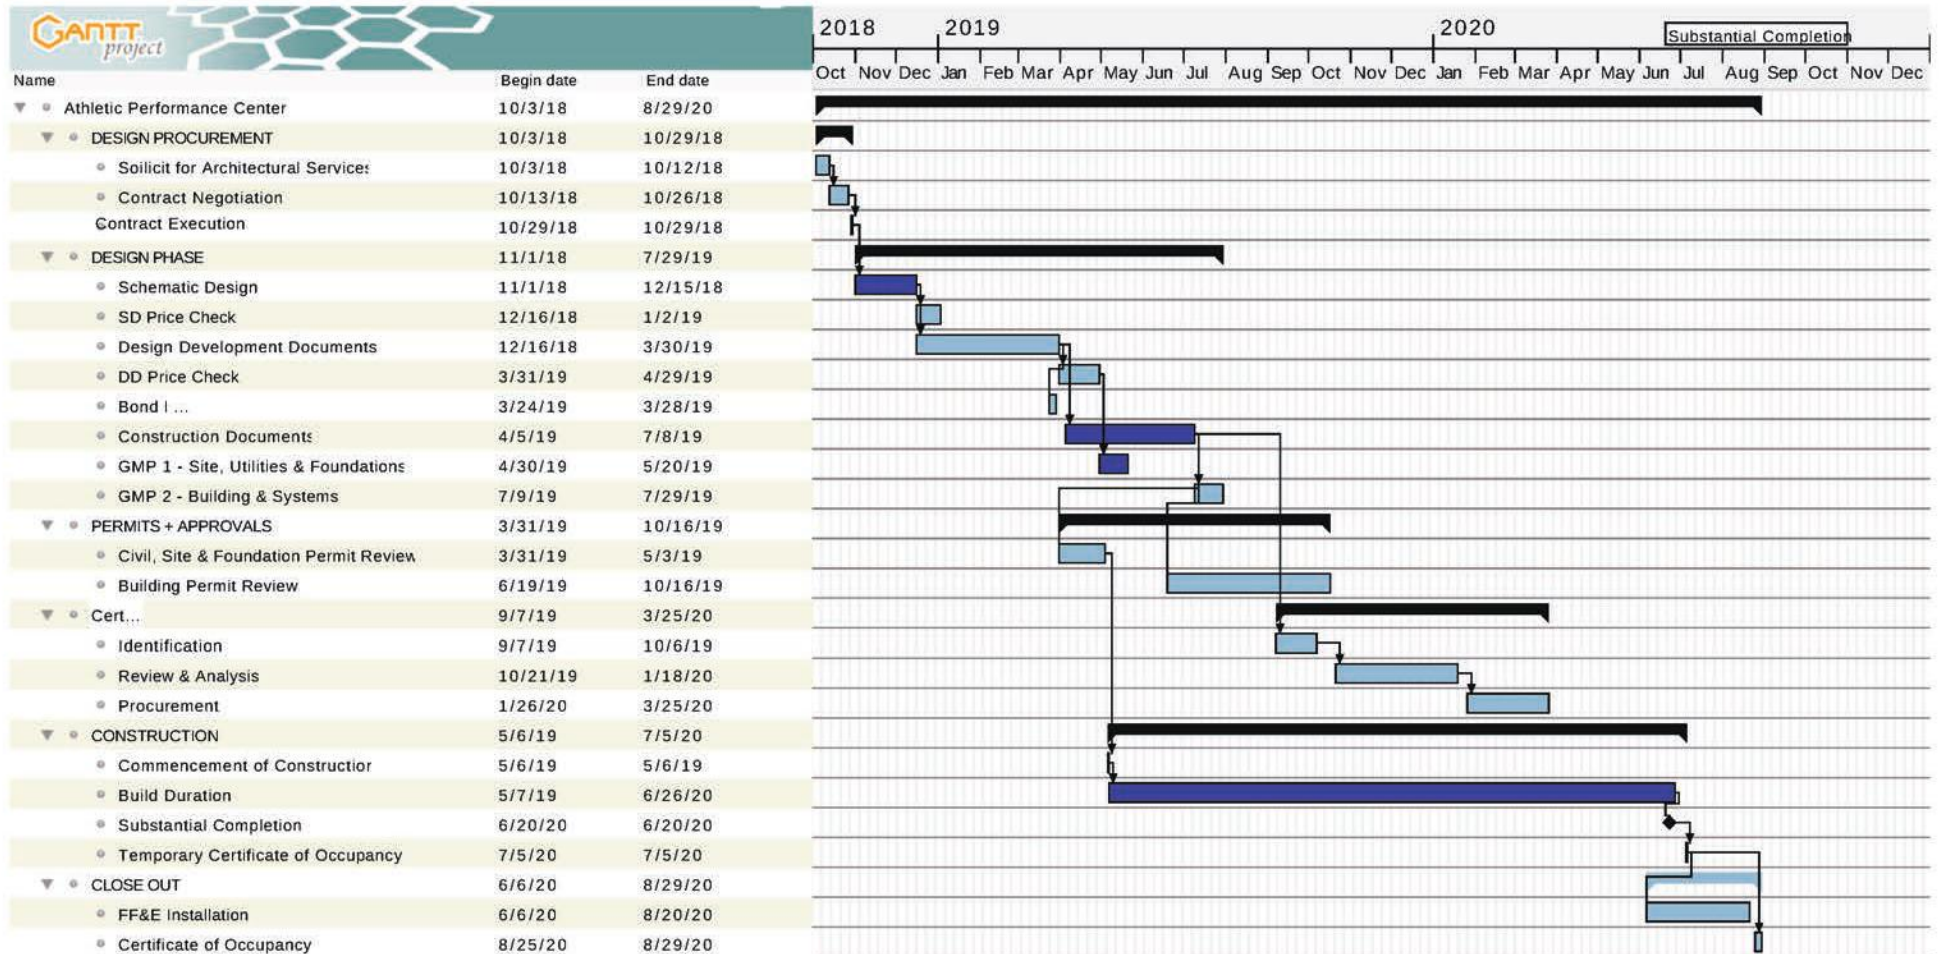 GANTT project
2018 2019 2020
Substantial Completion
Oct Nov Dec Jan Feb Mar Apr May Jun Jul Aug Sep Oct Nov Dec Jan Feb Mar Apr May Jun Jul Aug Sep Oct Nov Dec
Name Begin date End date
Athletic Performance Center 10/3/18 8/29/20
DESIGN PROCUREMENT 10/3/18 10/29/18
Soilicit for Architectural Services 10/3/18 10/12/18
Contract Negotiation 10/13/18 10/26/18
Contract Execution 10/29/18 10/29/18
DESIGN PHASE 11/1/18 7/29/19
Schematic Design 11/1/18 12/15/18
SD Price Check 12/16/18 1/2/19
Design Development Documents 12/16/18 3/30/19
DD Price Check 3/31/19 4/29/19
Bond I ... 3/24/19 3/28/19
Construction Documents 4/5/19 7/8/19
GMP 1 - Site, Utilities & Foundations 4/30/19 5/20/19
GMP 2 - Building & Systems 7/9/19 7/29/19
PERMITS + APPROVALS 3/31/19 10/16/19
Civil, Site & Foundation Permit Review 3/31/19 5/3/19
Building Permit Review 6/19/19 10/16/19
Cert... 9/7/19 3/25/20
Identification 9/7/19 10/6/19
Review & Analysis 10/21/19 1/18/20
Procurement 1/26/20 3/25/20
CONSTRUCTION 5/6/19 7/5/20
Commencement of Construction 5/6/19 5/6/19
Build Duration 5/7/19 6/26/20
Substantial Completion 6/20/20 6/20/20
Temporary Certificate of Occupancy 7/5/20 7/5/20
CLOSE OUT 6/6/20 8/29/20
FF&E Installation 6/6/20 8/20/20
Certificate of Occupancy 8/25/20 8/29/20